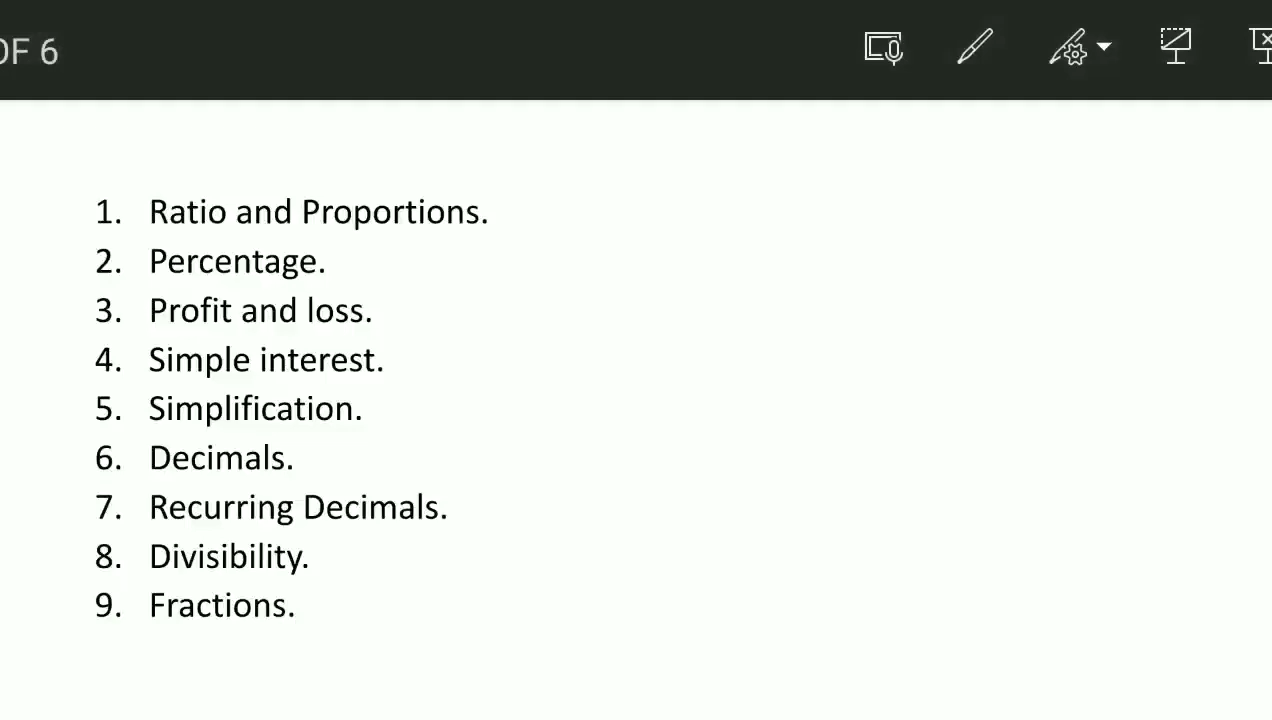 OF 6
1. Ratio and Proportions.
2. Percentage.
3. Profit and loss.
4. Simple interest.
5. Simplification.
6. Decimals.
7. Recurring Decimals.
8. Divisibility.
9. Fractions.